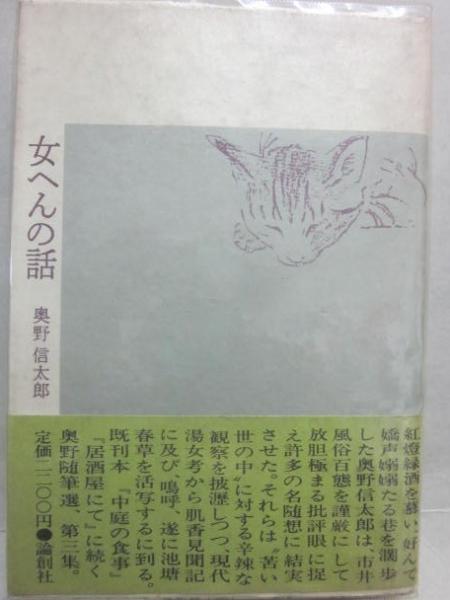 女へんの話
奥野 信太郎
紅燈緑酒を慕い、好んで
嬌声嫋嫋たる巷を濶歩
した奥野信太郎は、市井
風俗百態を謹厳にして
放胆極まる批評眼に捉
え許多の名随想に結実
させた。それらは〝苦い
世の中〟に対する辛辣な
観察を披瀝しつつ、現代
湯女考から肌香見聞記
に及び、嗚呼、遂に池塘
春草を活写するに到る。
既刊本『中庭の食事』
『居酒屋にて』に続く
奥野随筆選、第三集。
定価一二〇〇円●論創社